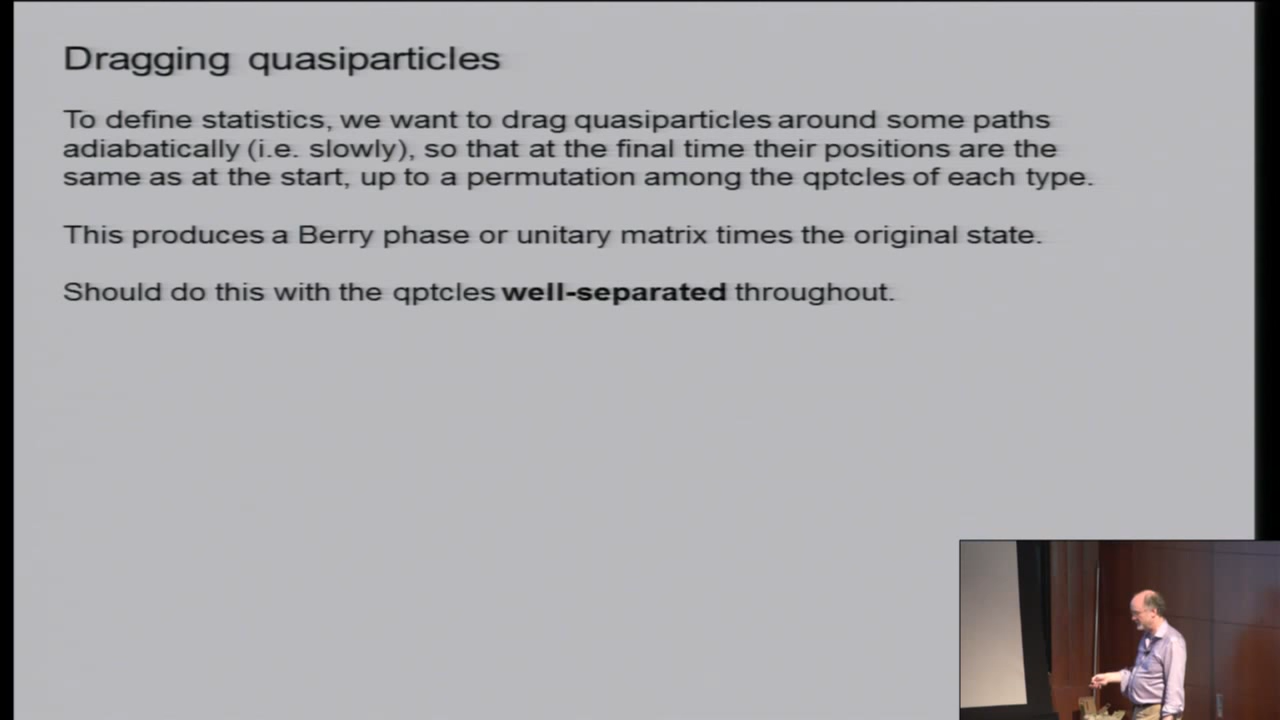 Dragging quasiparticles
To define statistics, we want to drag quasiparticles around some paths
adiabatically (i.e. slowly), so that at the final time their positions are the
same as at the start, up to a permutation among the qptcles of each type.
This produces a Berry phase or unitary matrix times the original state.
Should do this with the qptcles well-separated throughout.